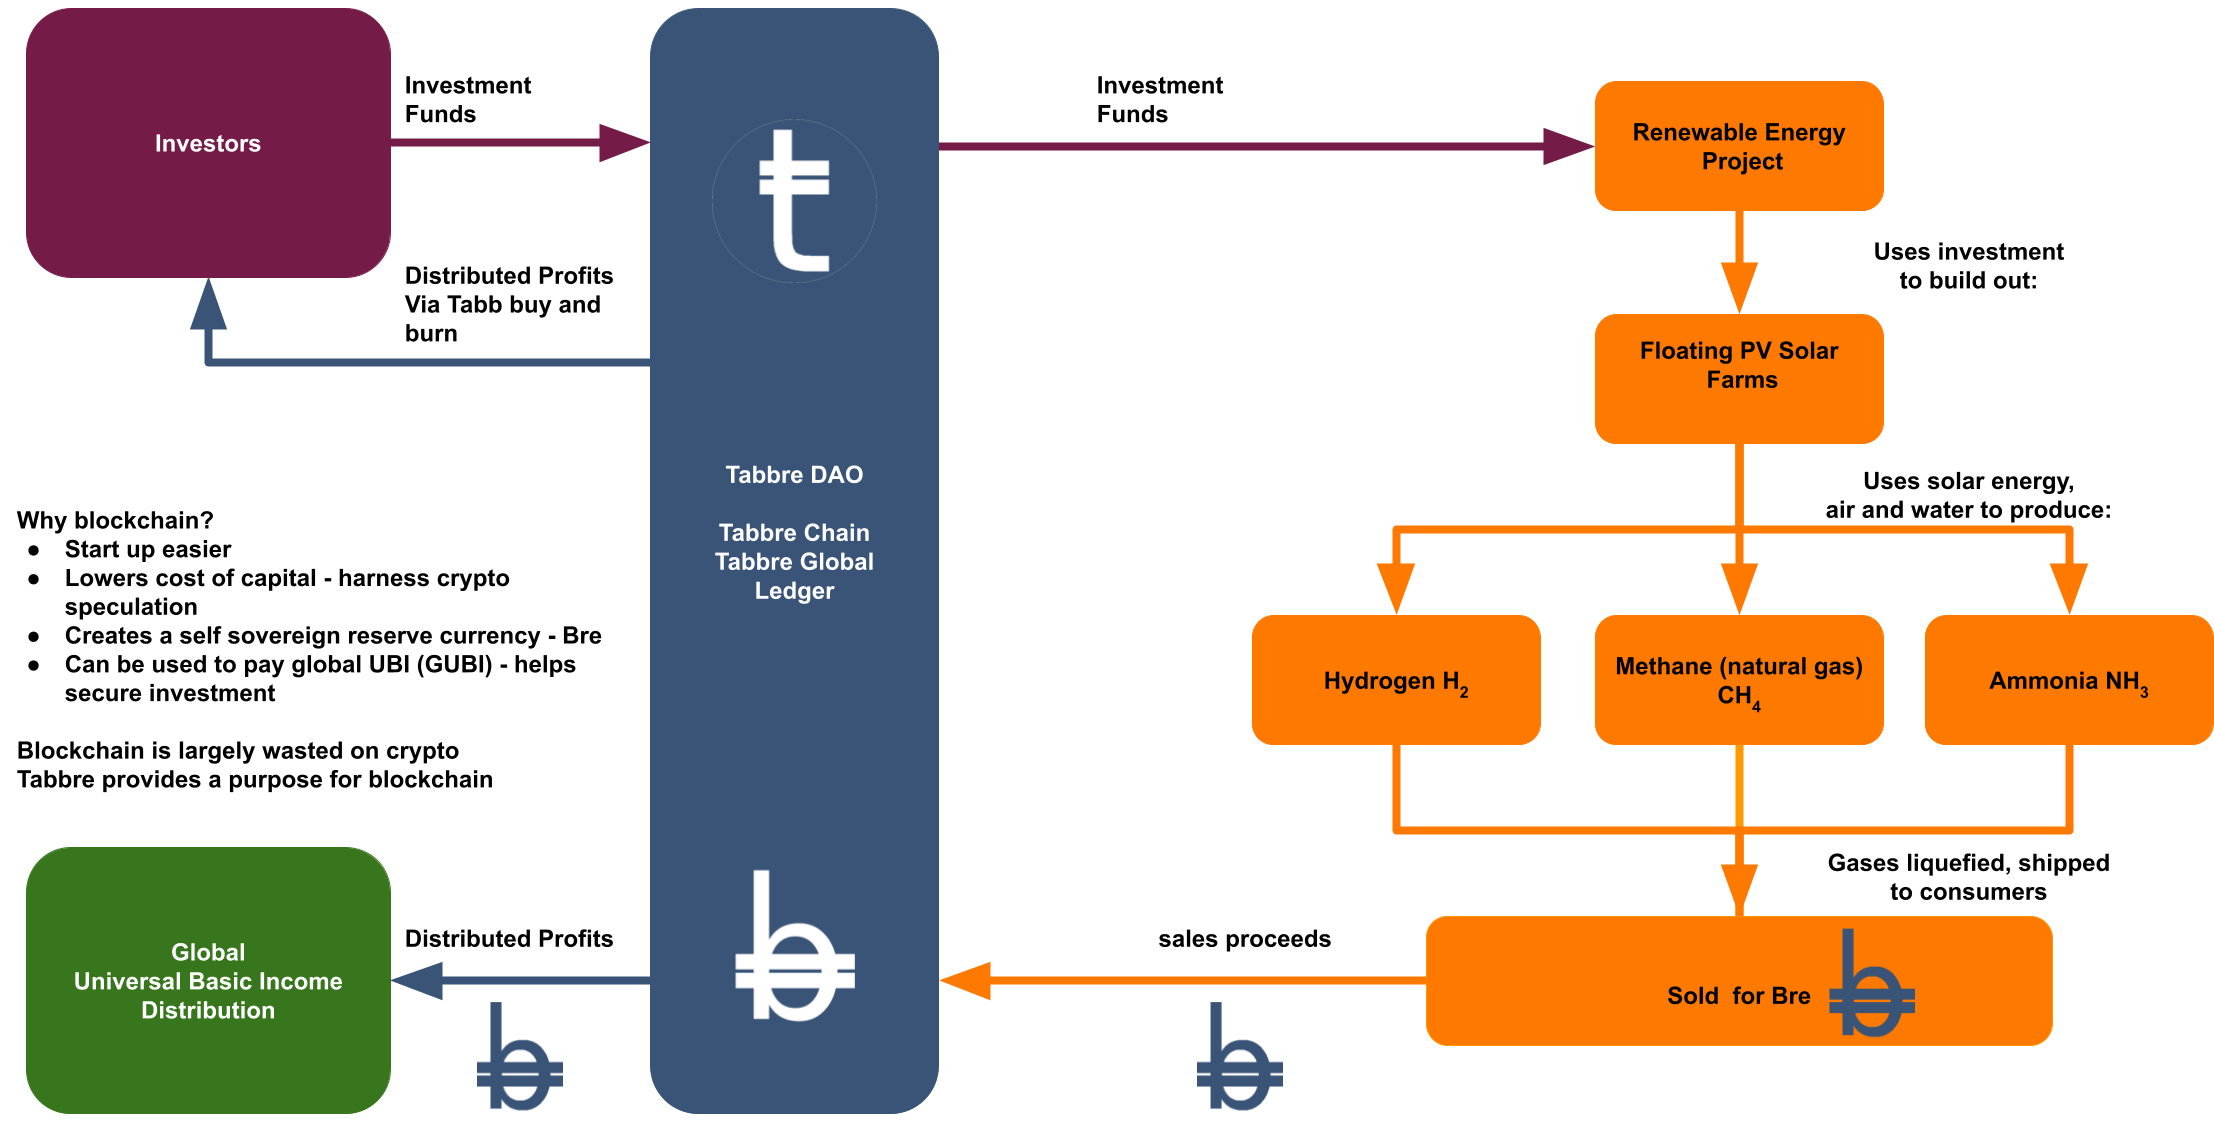 Investors
Investment
Funds
Distributed Profits
Via Tabb buy and
burn
Tabbre DAO
Tabbre Chain
Tabbre Global
Ledger
Investment
Funds
Renewable Energy
Project
Uses investment
to build out:
Floating PV Solar
Farms
Uses solar energy,
air and water to produce:
Hydrogen H₂
Methane (natural gas)
CH₄
Ammonia NH₃
Gases liquefied, shipped
to consumers
Sold  for Bre
sales proceeds
Distributed Profits
Global
Universal Basic Income
Distribution
Why blockchain?
● Start up easier
● Lowers cost of capital - harness crypto
speculation
● Creates a self sovereign reserve currency - Bre
● Can be used to pay global UBI (GUBI) - helps
secure investment
Blockchain is largely wasted on crypto
Tabbre provides a purpose for blockchain